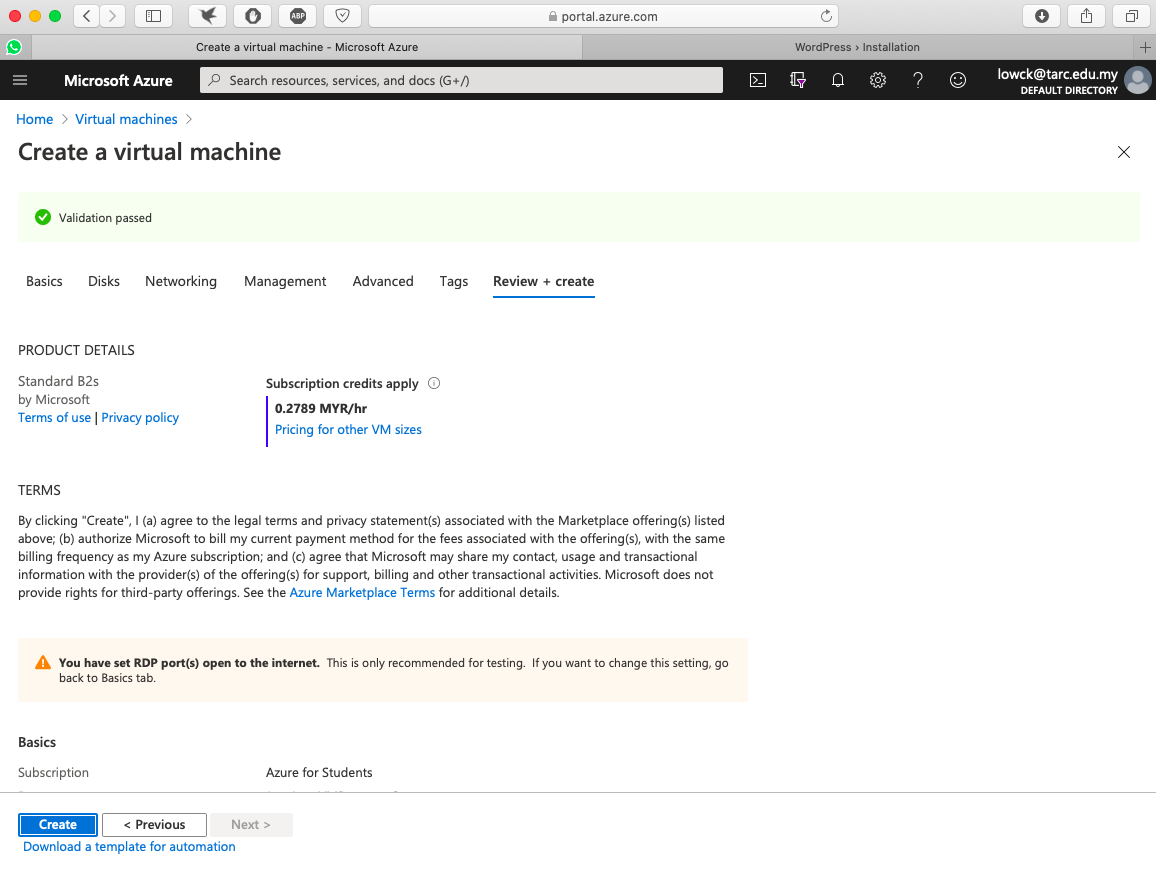 ABP
portal.azure.com
Create a virtual machine - Microsoft Azure
WordPress › Installation
Microsoft Azure
Search resources, services, and docs (G+/)
lowck@tarc.edu.my
DEFAULT DIRECTORY
Home > Virtual machines >
Create a virtual machine
Validation passed
Basics Disks Networking Management Advanced Tags Review + create
PRODUCT DETAILS
Standard B2s
by Microsoft
Terms of use | Privacy policy
Subscription credits apply
0.2789 MYR/hr
Pricing for other VM sizes
TERMS
By clicking "Create", I (a) agree to the legal terms and privacy statement(s) associated with the Marketplace offering(s) listed
above; (b) authorize Microsoft to bill my current payment method for the fees associated with the offering(s), with the same
billing frequency as my Azure subscription; and (c) agree that Microsoft may share my contact, usage and transactional
information with the provider(s) of the offering(s) for support, billing and other transactional activities. Microsoft does not
provide rights for third-party offerings. See the Azure Marketplace Terms for additional details.
You have set RDP port(s) open to the internet. This is only recommended for testing. If you want to change this setting, go
back to Basics tab.
Basics
Subscription Azure for Students
Create < Previous Next >
Download a template for automation